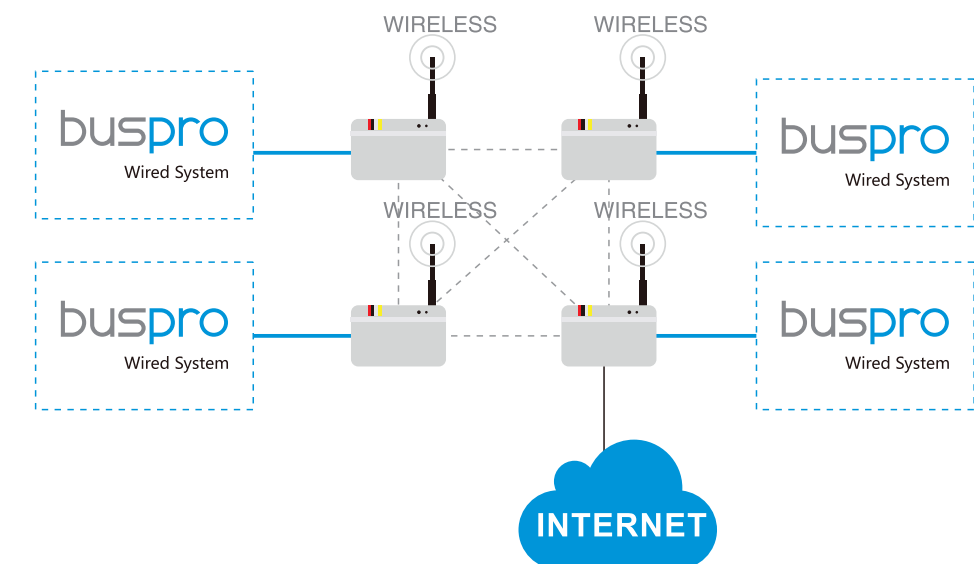 WIRELESS
WIRELESS
buspro
Wired System
buspro
Wired System
WIRELESS
WIRELESS
buspro
Wired System
buspro
Wired System
INTERNET